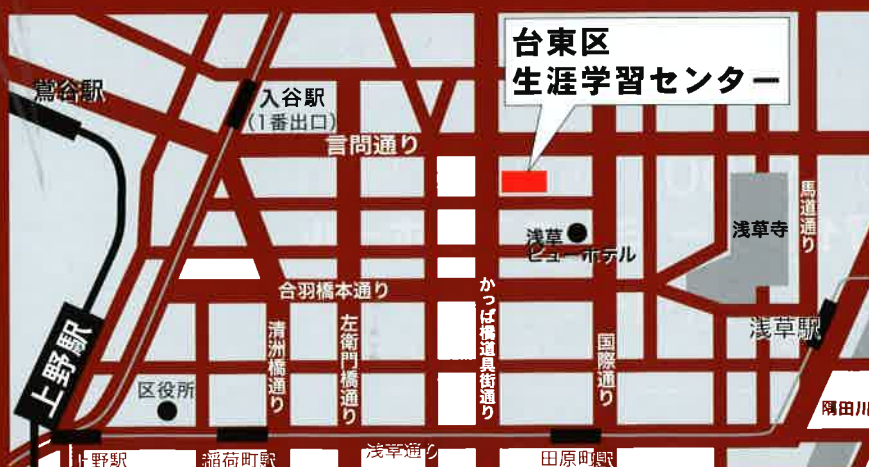 台東区
生涯学習センター
鶯谷駅
入谷駅
(1番出口)
言問通り
浅草
ビューホテル
浅草寺
馬道通り
合羽橋本通り
かっぱ橋道具街通り
清洲橋通り
左衛門橋通り
国際通り
浅草駅
上野駅
区役所
隅田川
上野駅
稲荷町駅
浅草通り
田原町駅